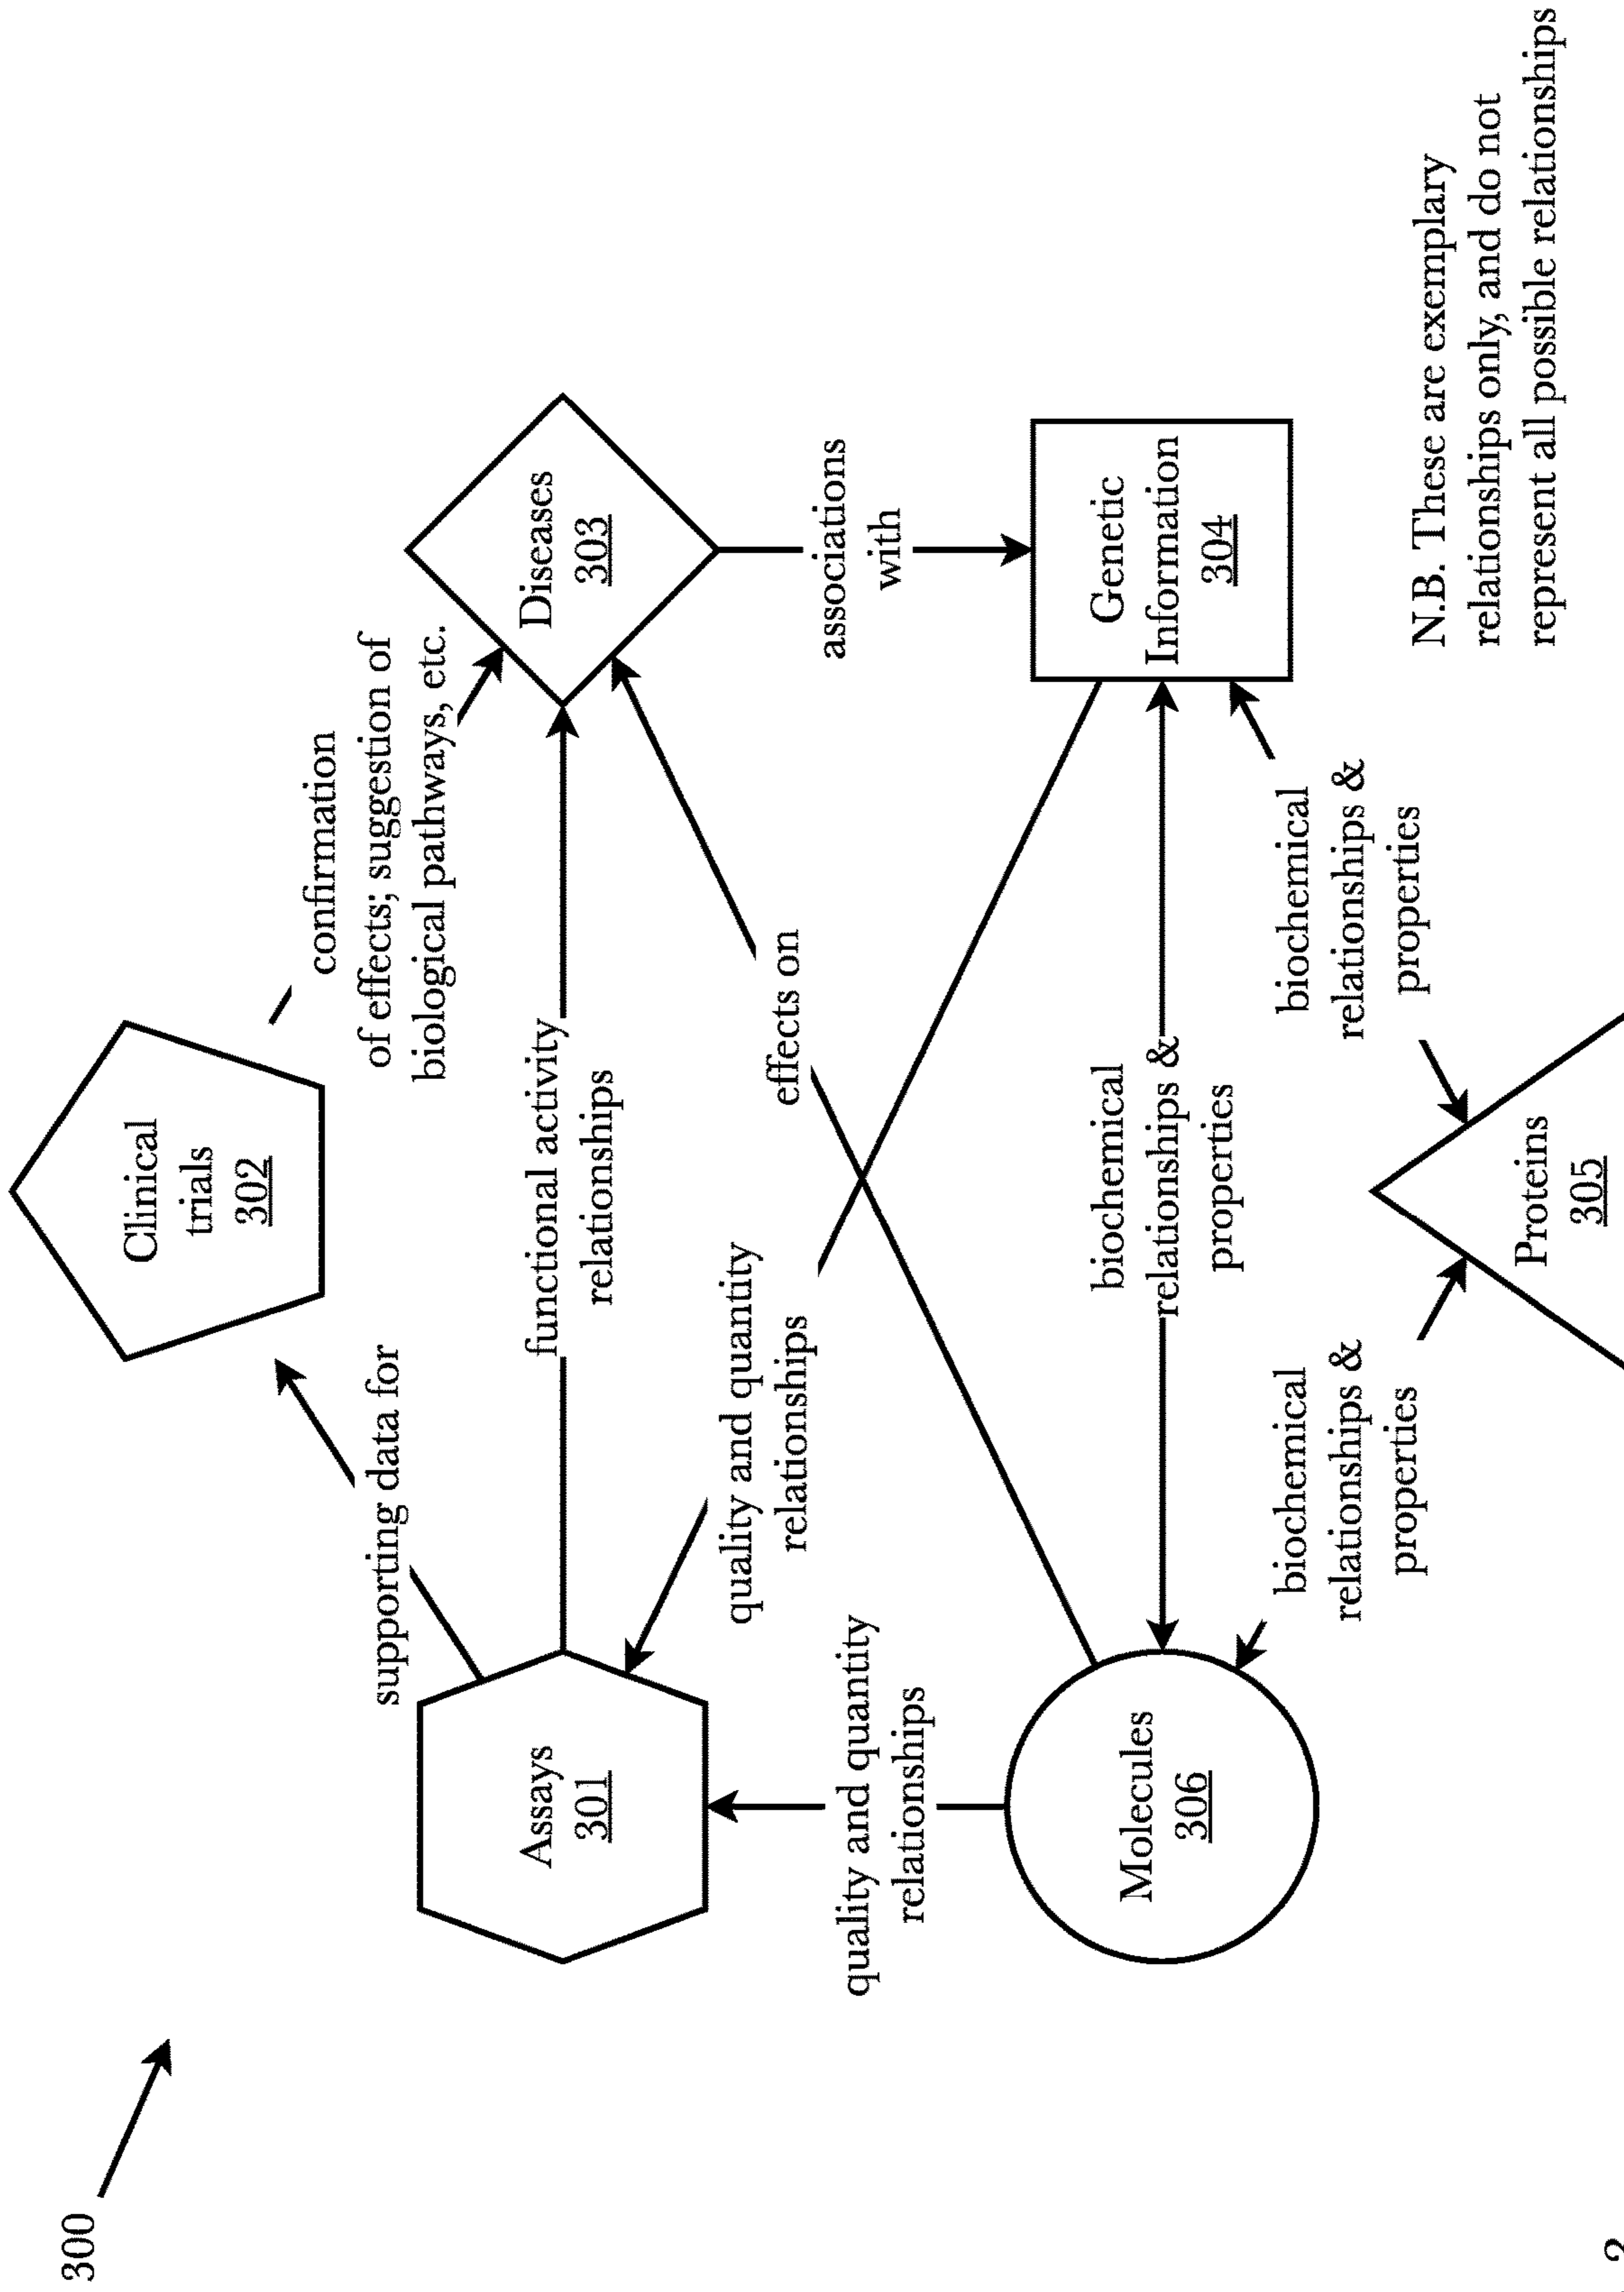 300
Clinical
trials
302
supporting data for
confirmation
of effects; suggestion of
biological pathways, etc.
Assays
301
functional activity
relationships
Diseases
303
quality and quantity
relationships
effects on
associations
with
quality and quantity
relationships
Molecules
306
biochemical
relationships &
properties
Genetic
Information
304
biochemical
relationships &
properties
biochemical
relationships &
properties
Proteins
305
N.B. These are exemplary
relationships only, and do not
represent all possible relationships